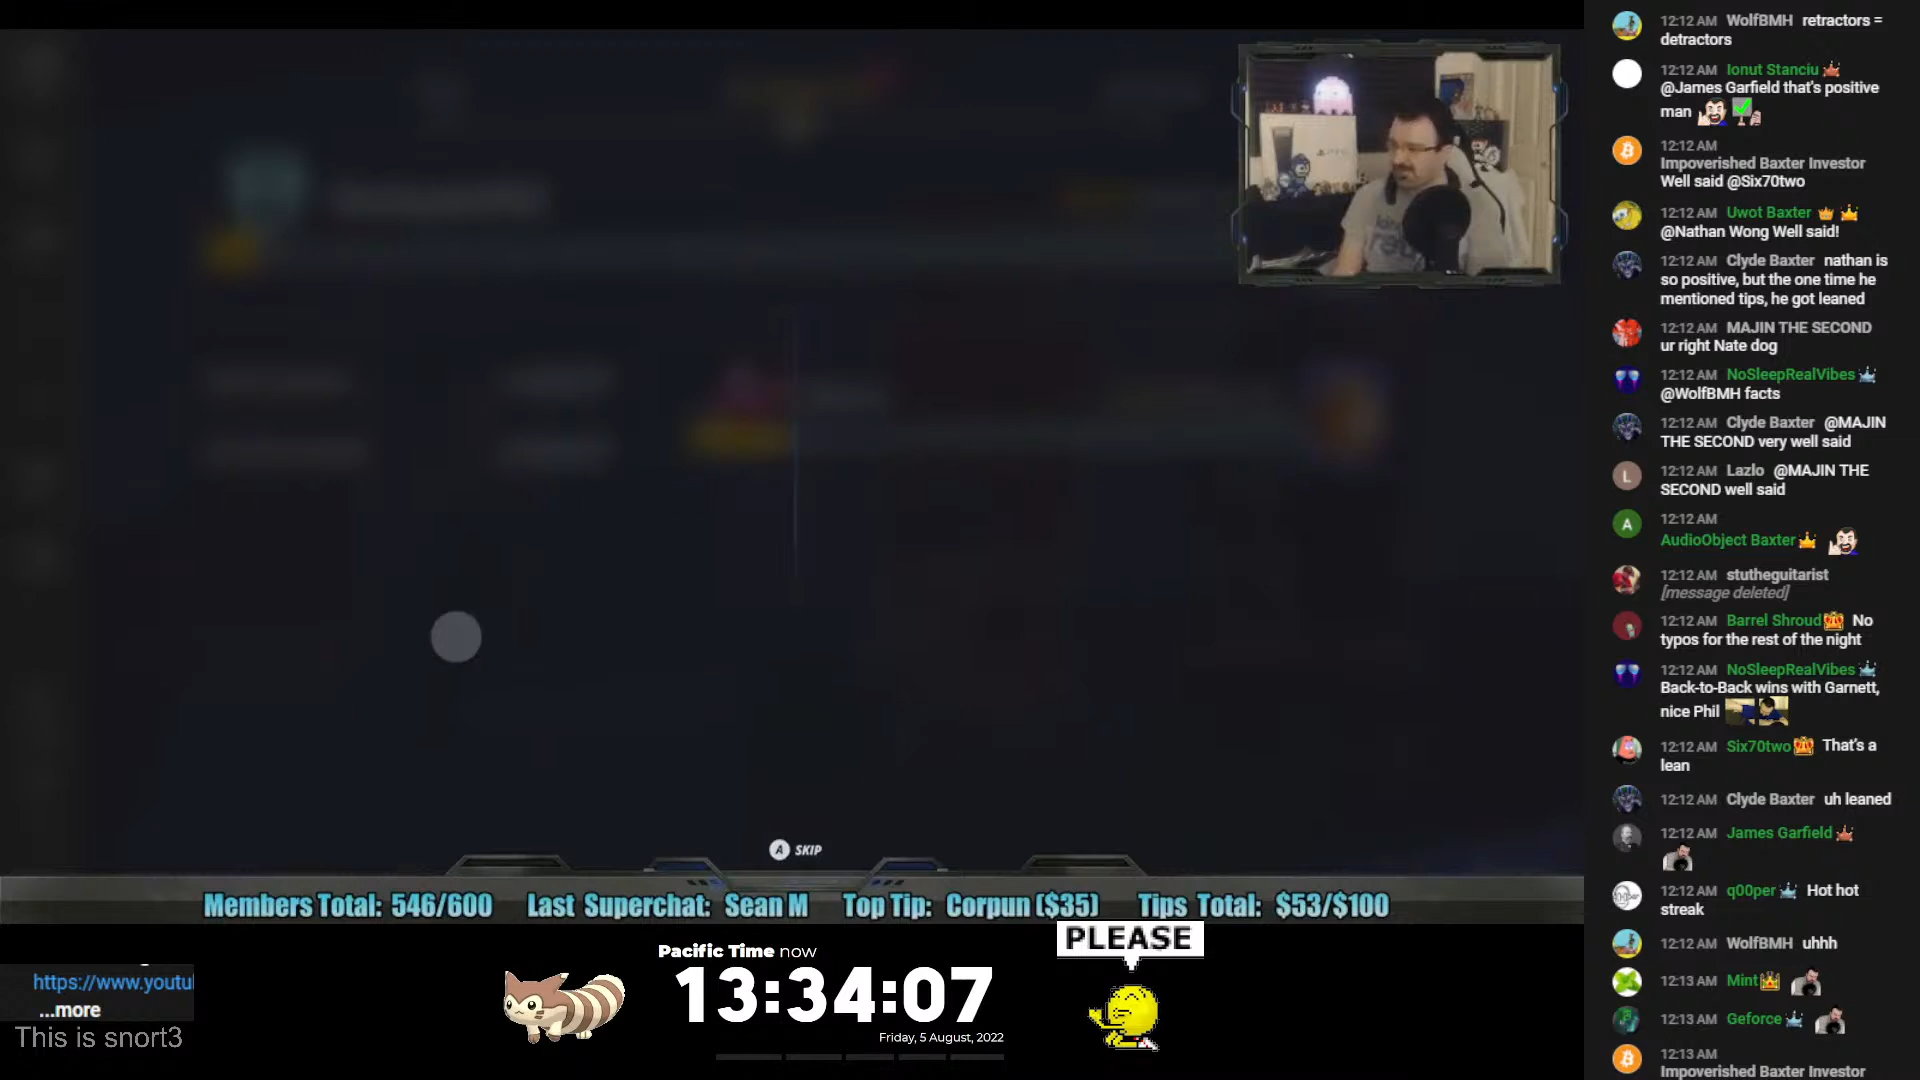 12:12 AM WolfBMH retractors =
detractors
12:12 AM Ionut Stanciu
@James Garfield that's positive
man
12:12 AM
Impoverished Baxter Investor
Well said @Six70two
12:12 AM Uwot Baxter
@Nathan Wong Well said!
12:12 AM Clyde Baxter nathan is
so positive, but the one time he
mentioned tips, he got leaned
12:12 AM MAJIN THE SECOND
ur right Nate dog
12:12 AM NoSleepRealVibes
@WolfBMH facts
12:12 AM Clyde Baxter @MAJIN
THE SECOND very well said
L 12:12 AM Lazlo @MAJIN THE
SECOND well said
A 12:12 AM
AudioObject Baxter
12:12 AM stutheguitarist
[message deleted]
12:12 AM Barrel Shroud No
typos for the rest of the night
12:12 AM NoSleepRealVibes
Back-to-Back wins with Garnett,
nice Phil
12:12 AM Six70two That's a
lean
12:12 AM Clyde Baxter uh leaned
12:12 AM James Garfield
12:12 AM q00per Hot hot
streak
12:12 AM WolfBMH uhhh
12:13 AM Mint
12:13 AM Geforce
12:13 AM
Impoverished Baxter Investor
A SKIP
Members Total: 546/600 Last Superchat: Sean M Top Tip: Corpun ($35) Tips Total: $53/$100
PLEASE
Pacific Time now
13:34:07
Friday, 5 August, 2022
https://www.youtu
...more
This is snort3